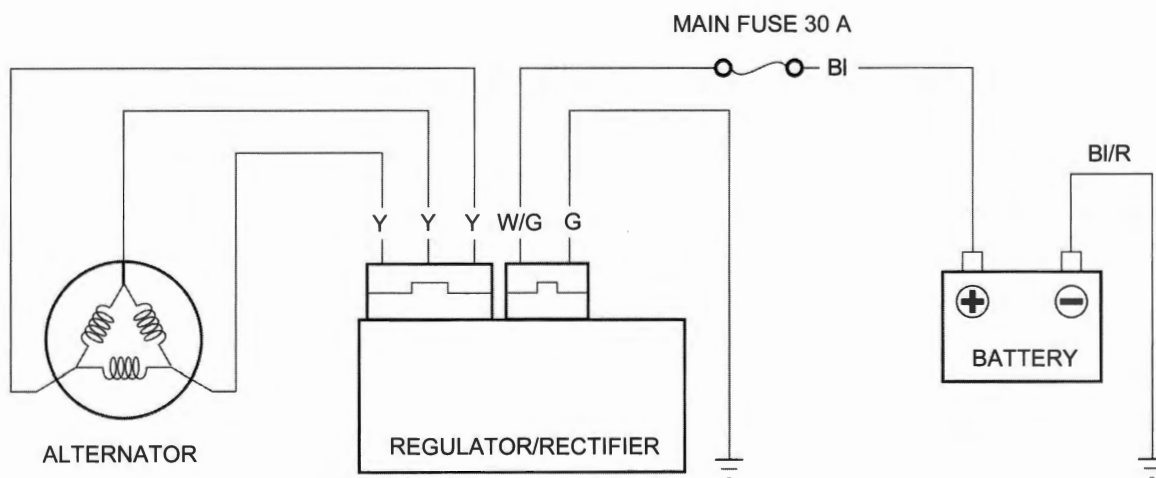 MAIN FUSE 30 A
Bl
Bl/R
Y Y Y W/G G
BATTERY
ALTERNATOR
REGULATOR/RECTIFIER